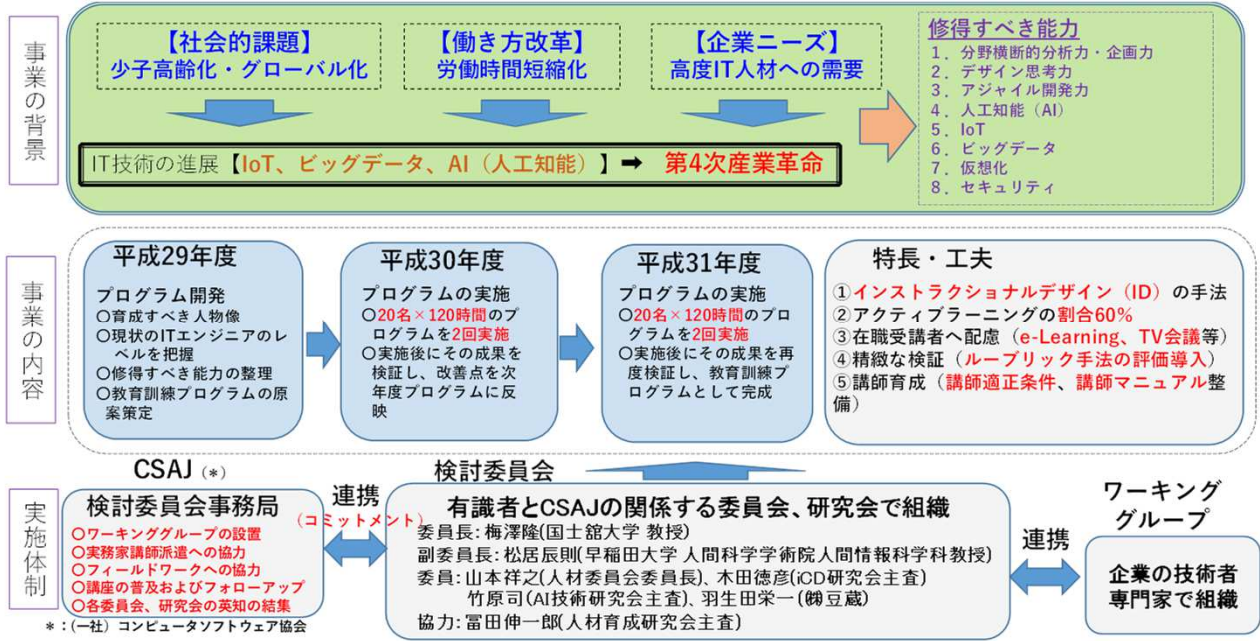 事業の背景
【社会的課題】
少子高齢化・グローバル化
【働き方改革】
労働時間短縮化
【企業ニーズ】
高度IT人材への需要
IT技術の進展【IoT、ビッグデータ、AI（人工知能）】➡ 第4次産業革命
修得すべき能力
1．分野横断的分析力・企画力
2．デザイン思考力
3．アジャイル開発力
4．人工知能（AI）
5．IoT
6．ビッグデータ
7．仮想化
8．セキュリティ
事業の内容
平成29年度
プログラム開発
〇育成すべき人物像
〇現状のITエンジニアのレ
ベルを把握
〇修得すべき能力の整理
〇教育訓練プログラムの原
案策定
平成30年度
プログラムの実施
〇20名×120時間のプ
ログラムを2回実施
〇実施後にその成果を
検証し、改善点を次
年度プログラムに反
映
平成31年度
プログラムの実施
〇20名×120時間のプロ
グラムを2回実施
〇実施後にその成果を再
度検証し、教育訓練プ
ログラムとして完成
特長・工夫
①インストラクショナルデザイン（ID）の手法
②アクティブラーニングの割合60%
③在職受講者へ配慮（e-Learning、TV会議等）
④精緻な検証（ルーブリック手法の評価導入）
⑤講師育成（講師適正条件、講師マニュアル整
備）
実施体制
CSAJ（*）
検討委員会事務局
〇ワーキンググループの設置
〇実務家講師派遣への協力
〇フィールドワークへの協力
〇講座の普及およびフォローアップ
〇各委員会、研究会の英知の結集
*：(一社）コンピュータソフトウェア協会
連携
（コミットメント）
検討委員会
有識者とCSAJの関係する委員会、研究会で組織
委員長：梅澤隆(国士舘大学 教授)
副委員長：松居辰則(早稲田大学 人間科学学術院人間情報科学科教授)
委員：山本祥之(人材委員会委員長)、木田徳彦(iCD研究会主査)
竹原司(AI技術研究会主査)、羽生田栄一(㈱豆蔵)
協力：冨田伸一郎(人材育成研究会主査)
連携
ワーキング
グループ
企業の技術者
専門家で組織